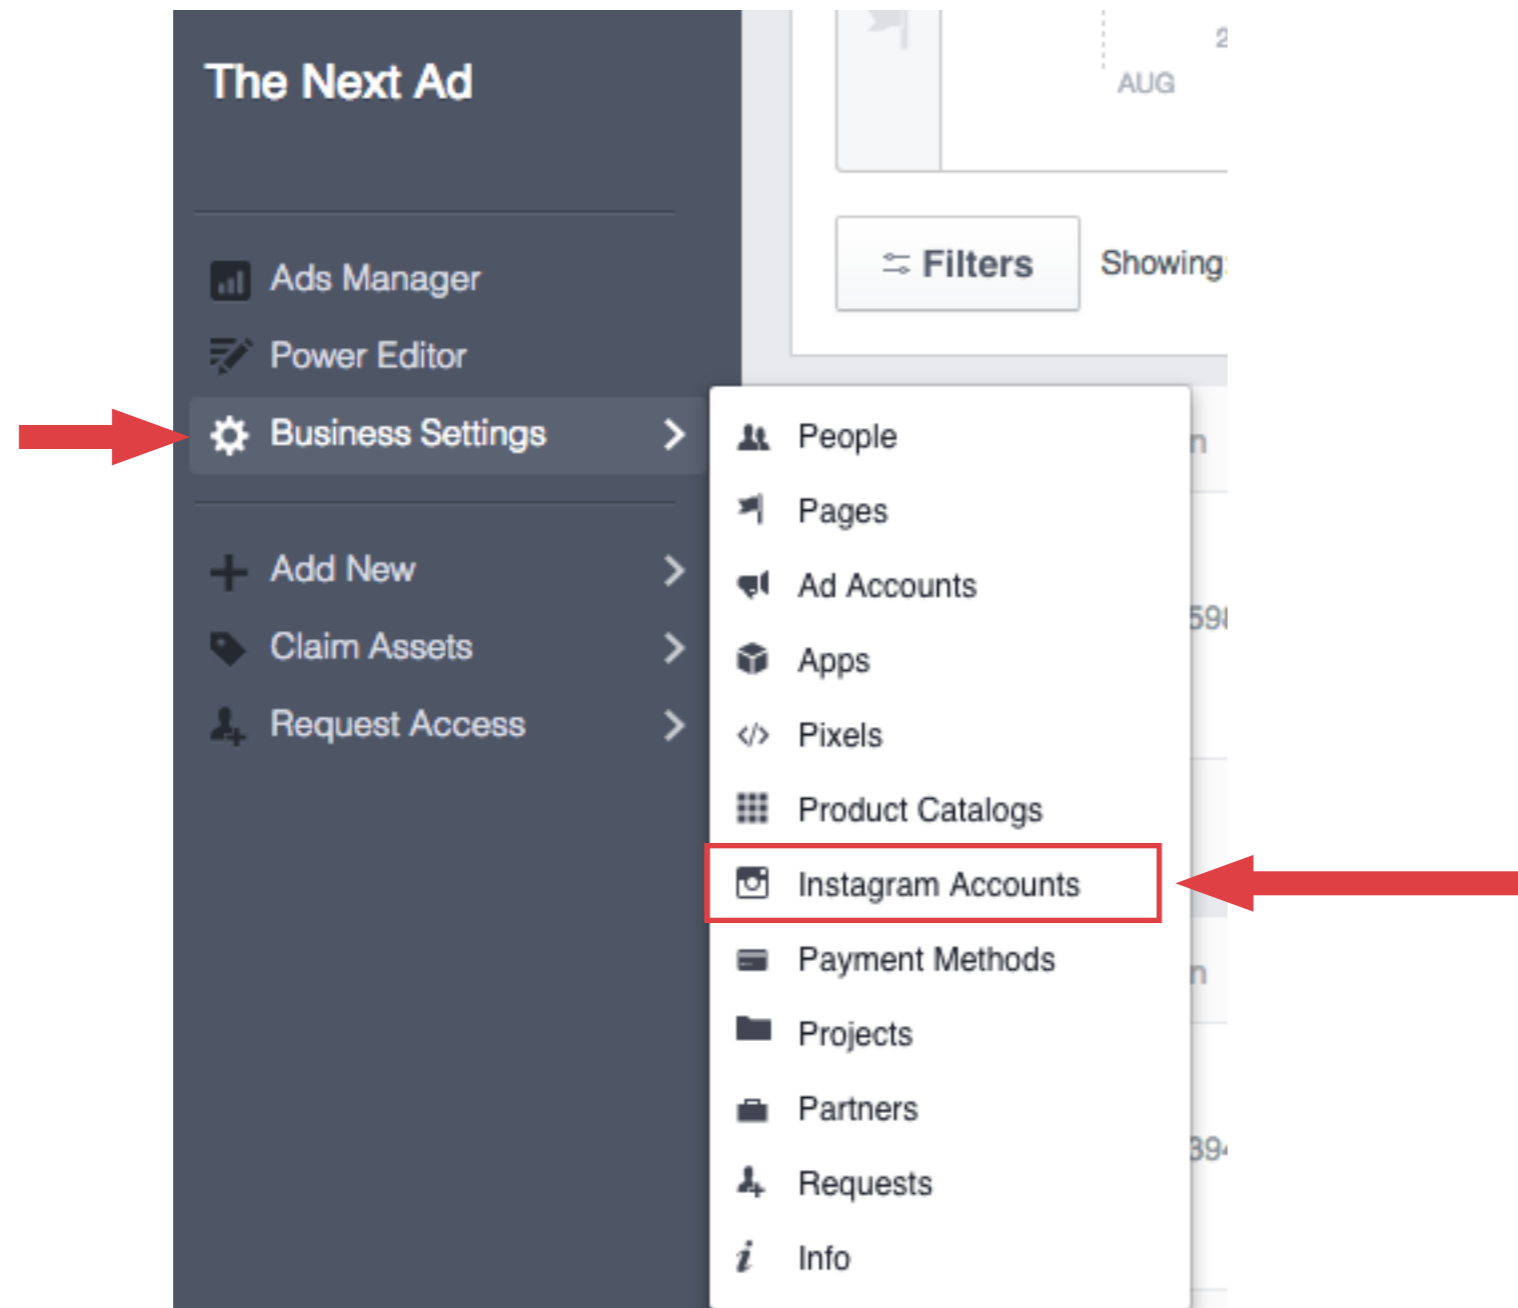 The Next Ad
AUG
Filters
Showing:
Ads Manager
Power Editor
Business Settings
Add New
Claim Assets
Request Access
People
Pages
Ad Accounts
Apps
</> Pixels
Product Catalogs
Instagram Accounts
Payment Methods
Projects
Partners
Requests
i Info